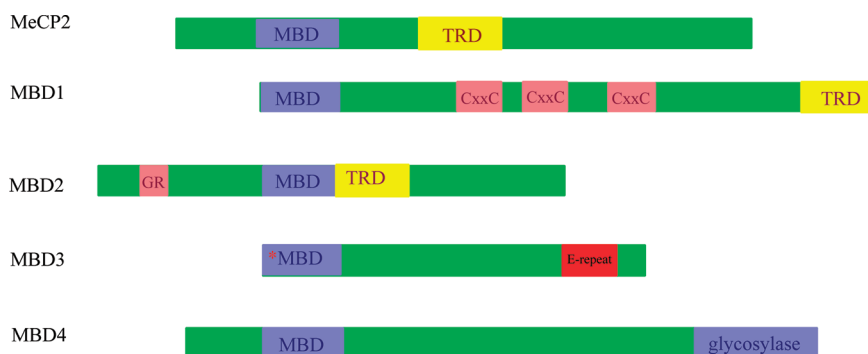 MeCP2 MBD TRD
MBD1 MBD CxxC CxxC CxxC TRD
MBD2 GR MBD TRD
MBD3 *MBD E-repeat
MBD4 MBD glycosylase